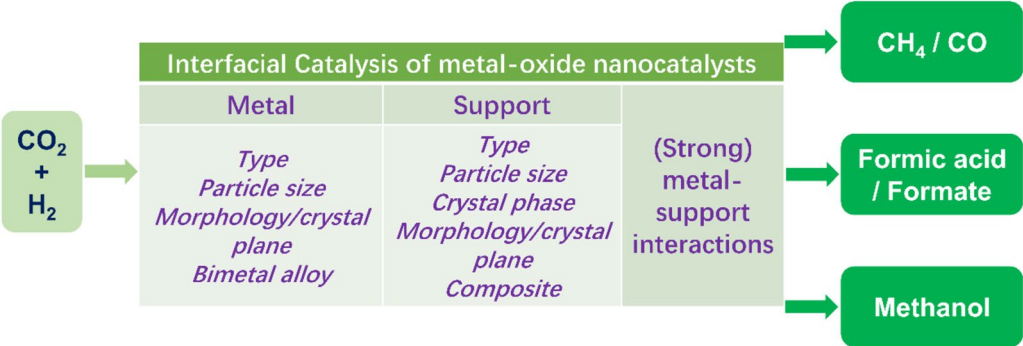 CO₂
+
H₂
Interfacial Catalysis of metal-oxide nanocatalysts
Metal
Type
Particle size
Morphology/crystal
plane
Bimetal alloy
Support
Type
Particle size
Crystal phase
Morphology/crystal
plane
Composite
(Strong)
metal-
support
interactions
CH₄ / CO
Formic acid
/ Formate
Methanol